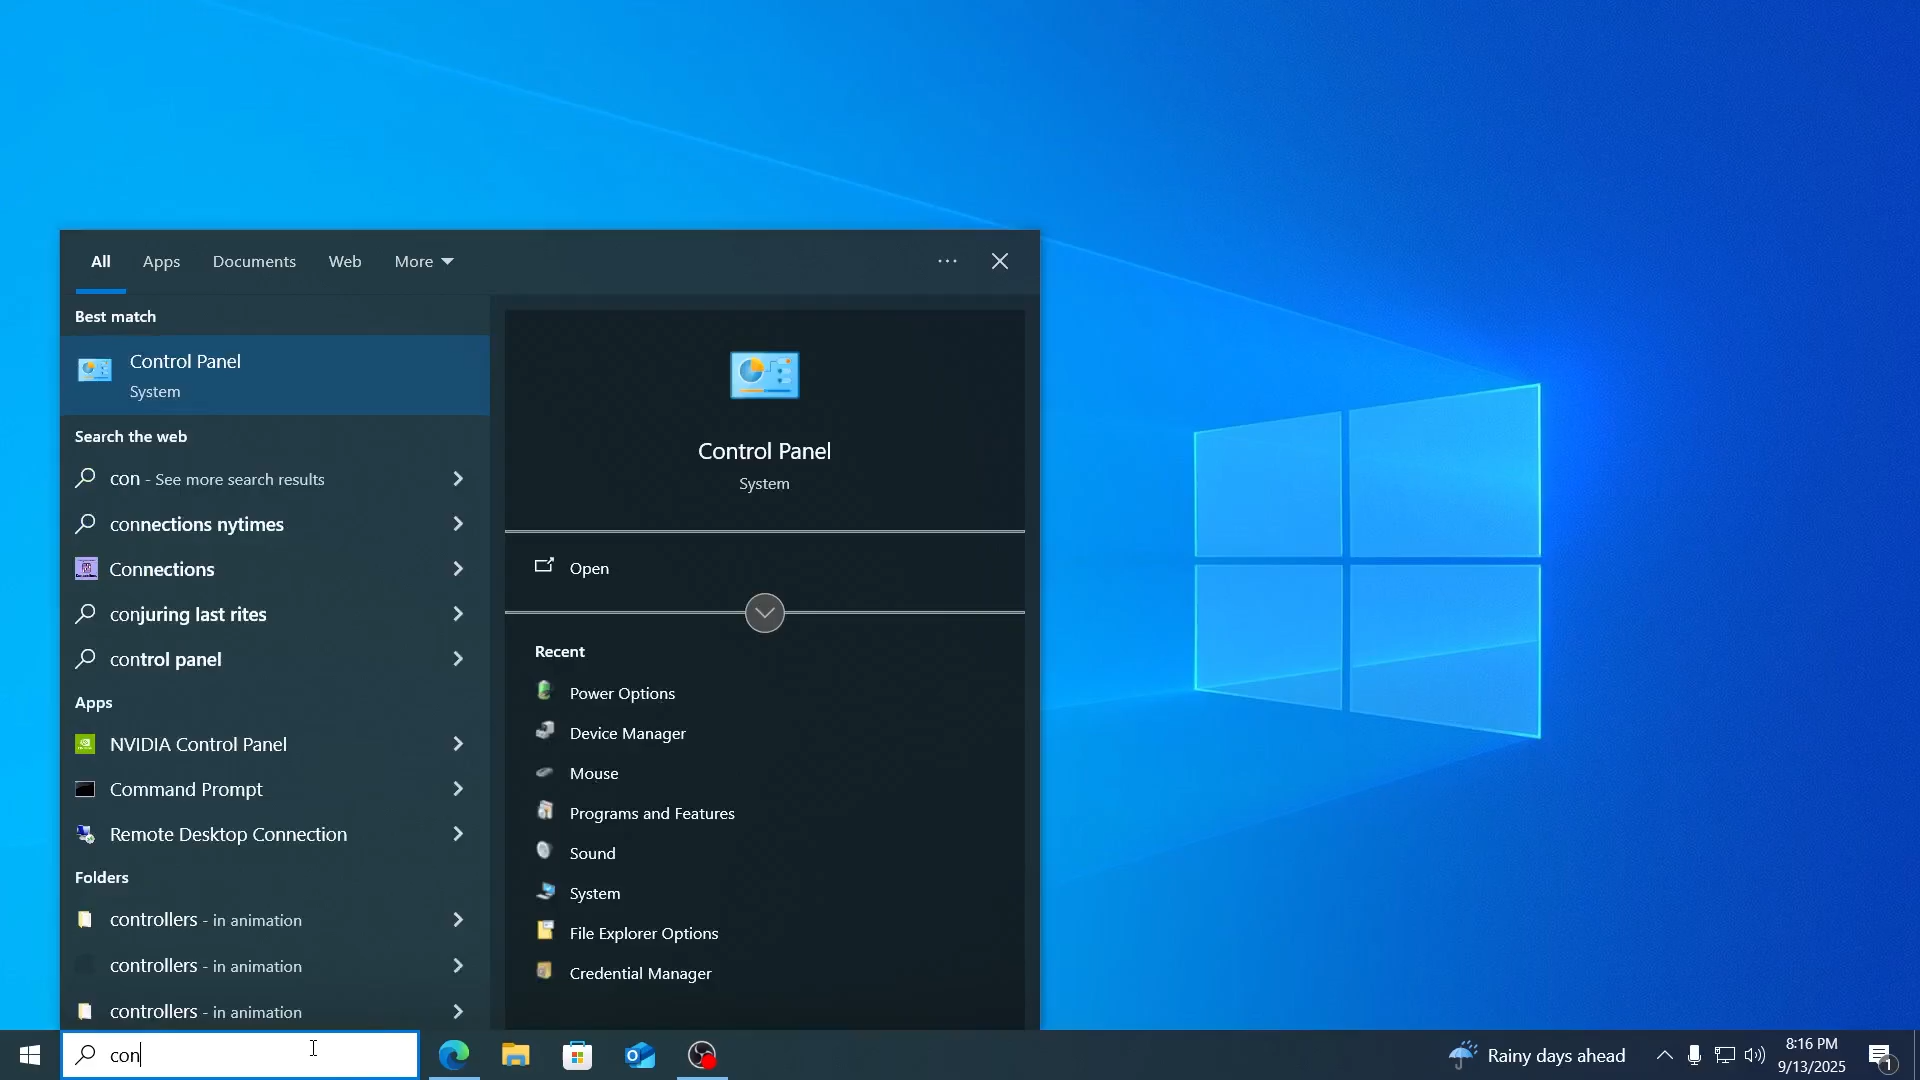 All
Apps
Documents
Web
More
Best match
Control Panel
System
Search the web
con - See more search results
connections nytimes
Connections
conjuring last rites
control panel
Apps
NVIDIA Control Panel
Command Prompt
Remote Desktop Connection
Folders
controllers - in animation
controllers - in animation
controllers - in animation
Control Panel
System
Open
Recent
Power Options
Device Manager
Mouse
Programs and Features
Sound
System
File Explorer Options
Credential Manager
con
Rainy days ahead
8:16 PM
9/13/2025
1